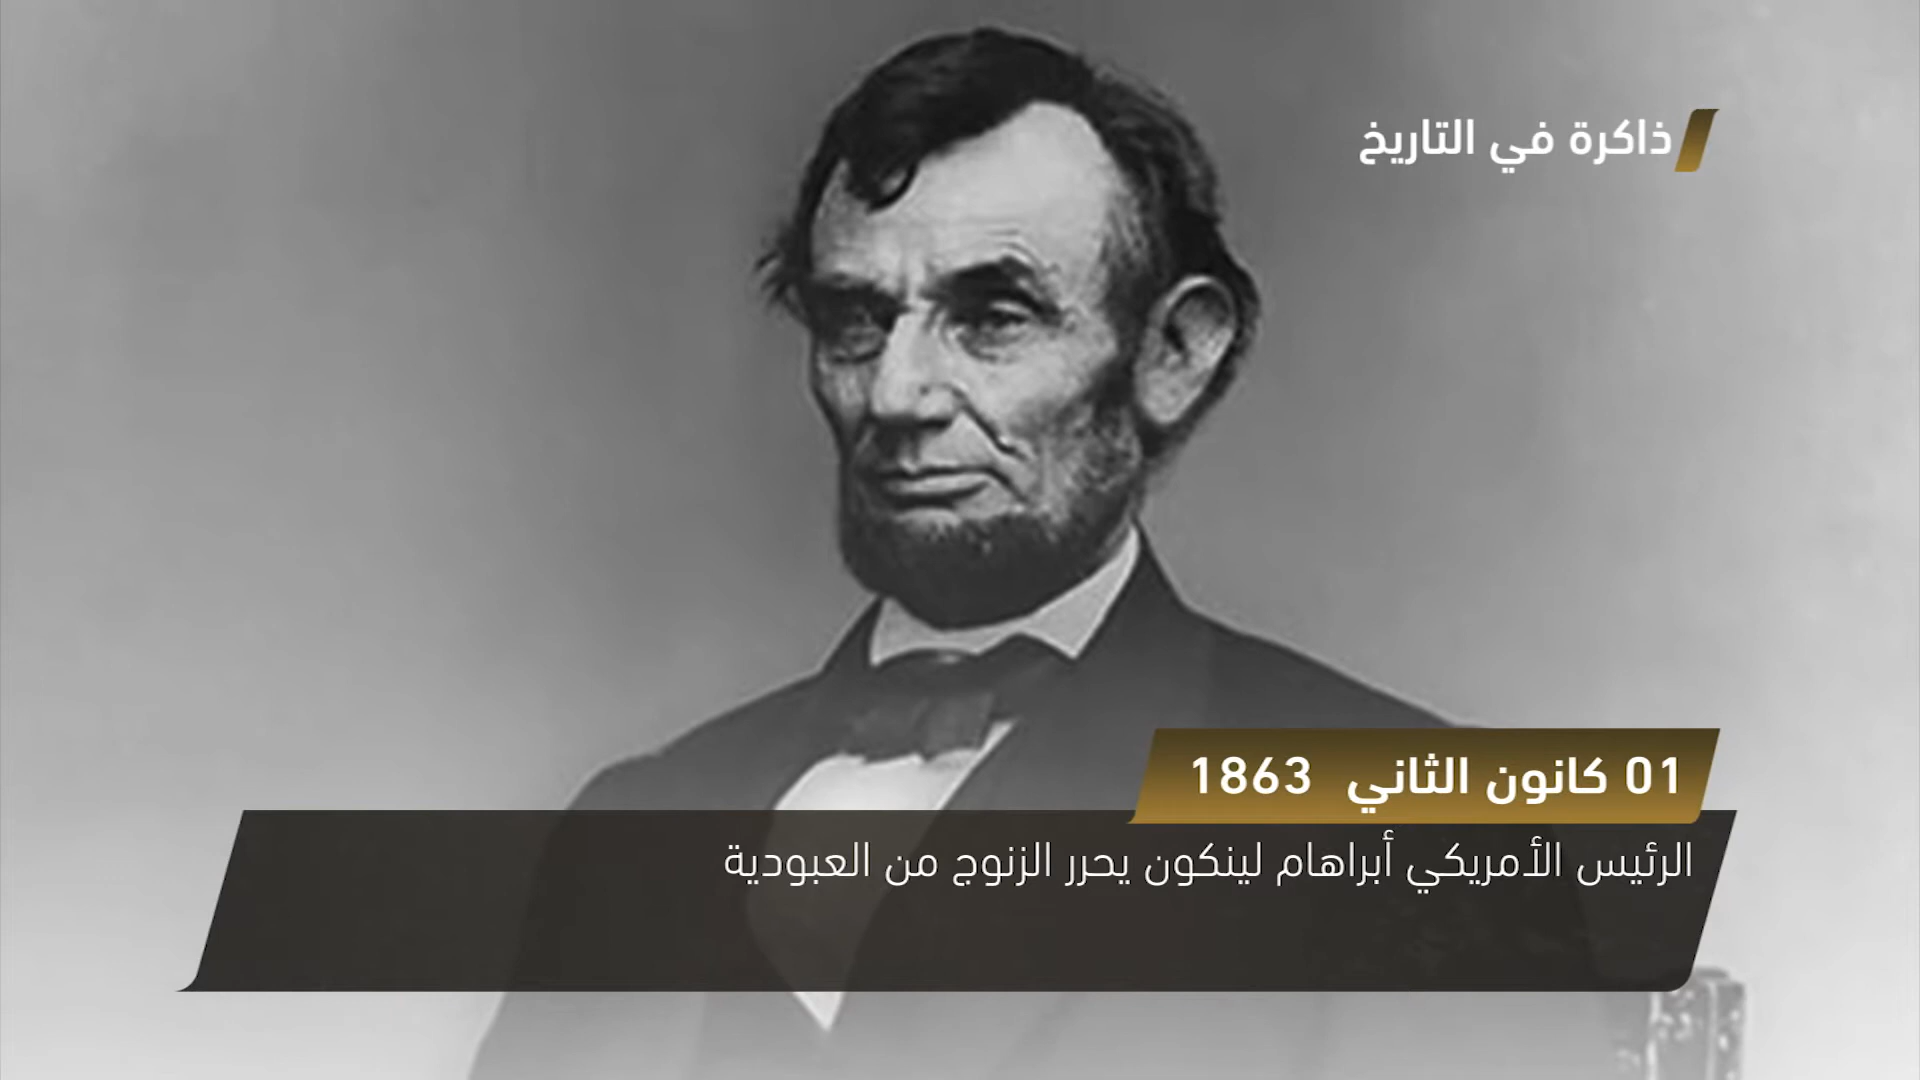 ذاكرة في التاريخ
01 كانون الثاني 1863
الرئيس الأمريكي أبراهام لينكون يحرر الزنوج من العبودية